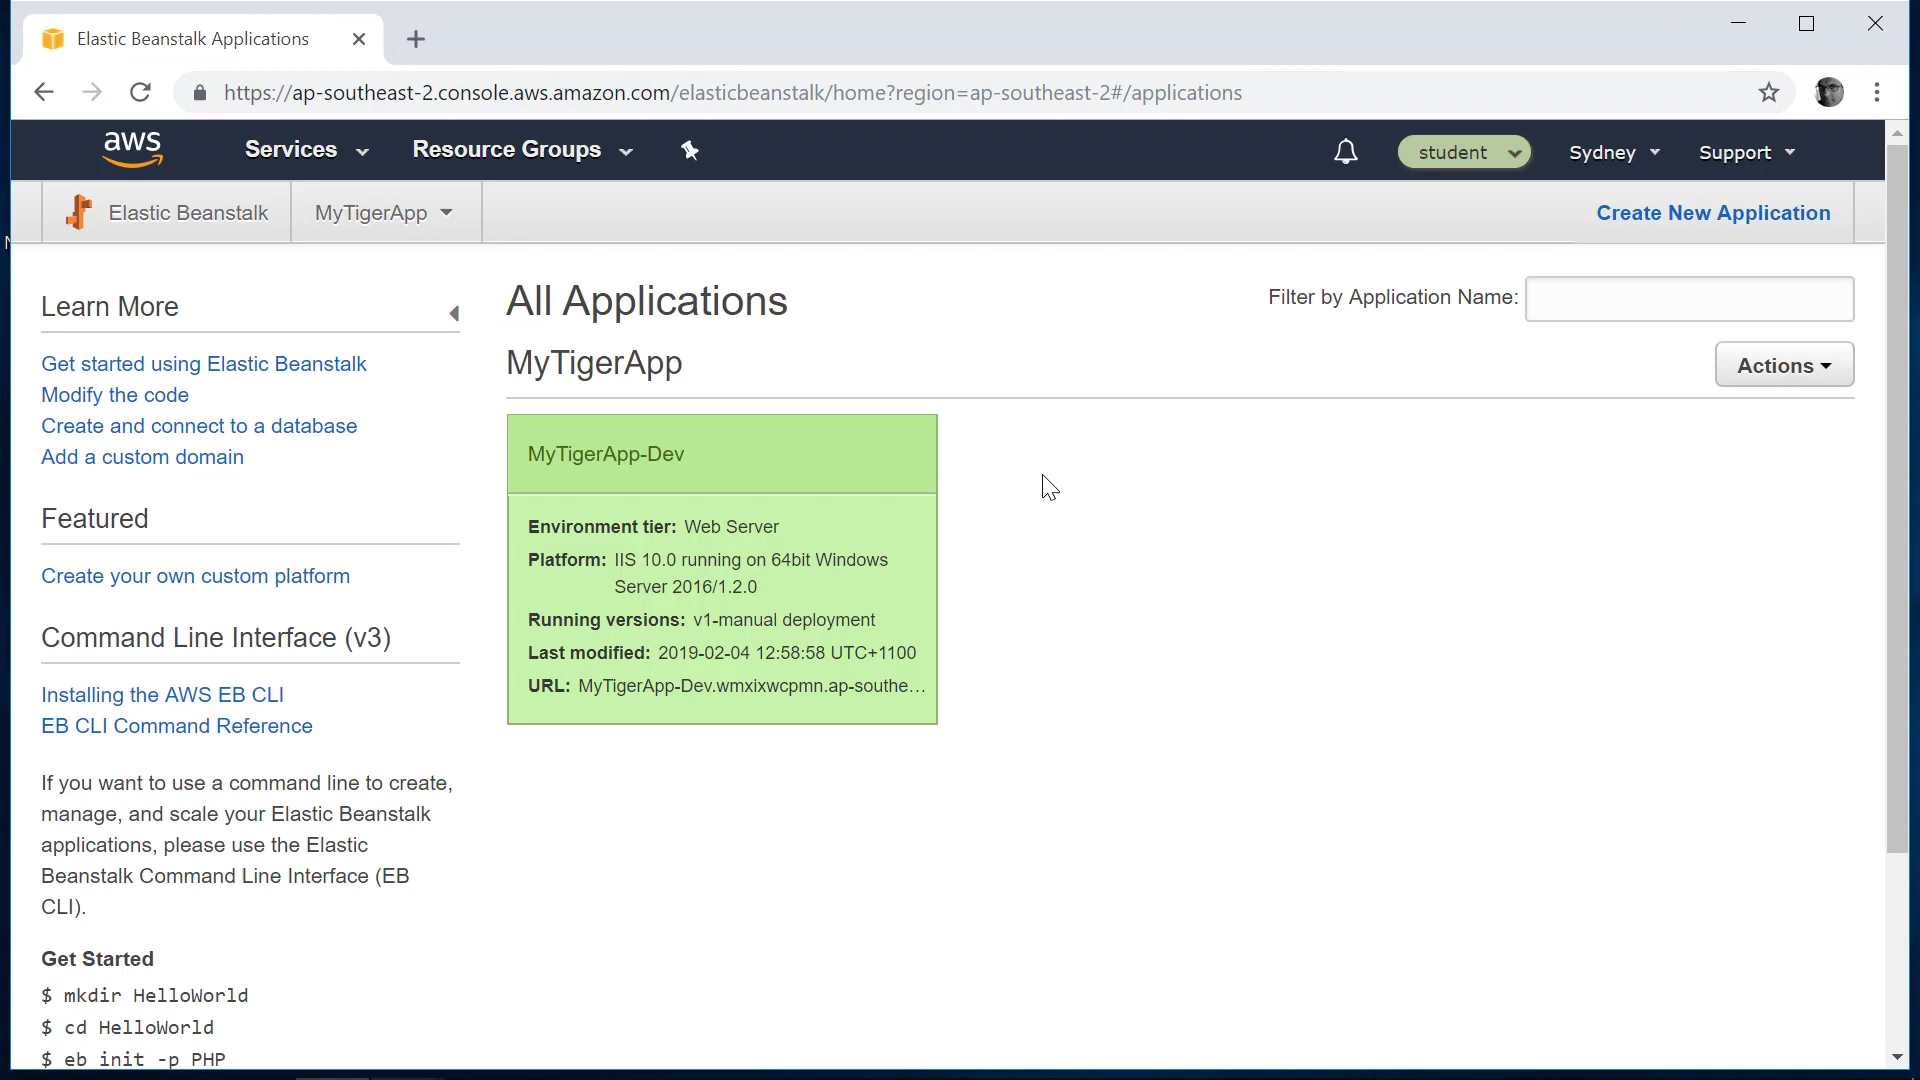 Elastic Beanstalk Applications
https://ap-southeast-2.console.aws.amazon.com/elasticbeanstalk/home?region=ap-southeast-2#/applications
aws Services Resource Groups student Sydney Support
Elastic Beanstalk MyTigerApp Create New Application
Learn More
Get started using Elastic Beanstalk
Modify the code
Create and connect to a database
Add a custom domain
Featured
Create your own custom platform
Command Line Interface (v3)
Installing the AWS EB CLI
EB CLI Command Reference
If you want to use a command line to create,
manage, and scale your Elastic Beanstalk
applications, please use the Elastic
Beanstalk Command Line Interface (EB
CLI).
Get Started
$ mkdir HelloWorld
$ cd HelloWorld
$ eb init -p PHP
All Applications
Filter by Application Name:
MyTigerApp
Actions
MyTigerApp-Dev
Environment tier: Web Server
Platform: IIS 10.0 running on 64bit Windows
Server 2016/1.2.0
Running versions: v1-manual deployment
Last modified: 2019-02-04 12:58:58 UTC+1100
URL: MyTigerApp-Dev.wmxixwcpmn.ap-southe...